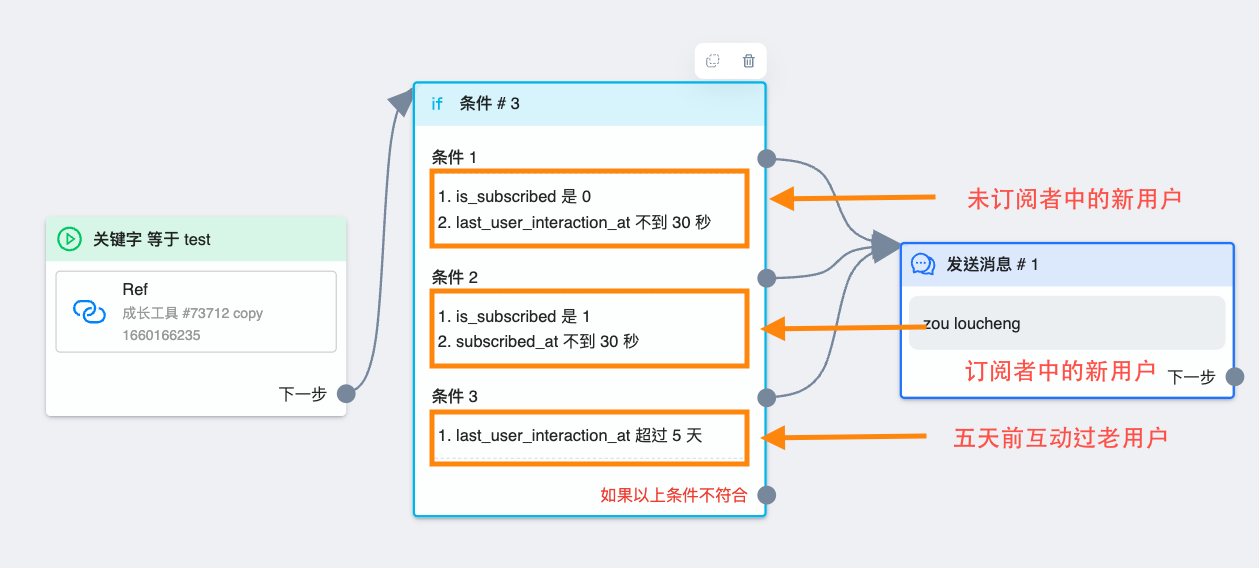 关键字 等于 test
Ref
成长工具 #73712 copy
1660166235
下一步
if 条件 # 3
条件 1
1. is_subscribed 是 0
2. last_user_interaction_at 不到 30 秒
条件 2
1. is_subscribed 是 1
2. subscribed_at 不到 30 秒
条件 3
1. last_user_interaction_at 超过 5 天
如果以上条件不符合
未订阅者中的新用户
发送消息 # 1
zou loucheng
订阅者中的新用户
下一步
五天前互动过老用户